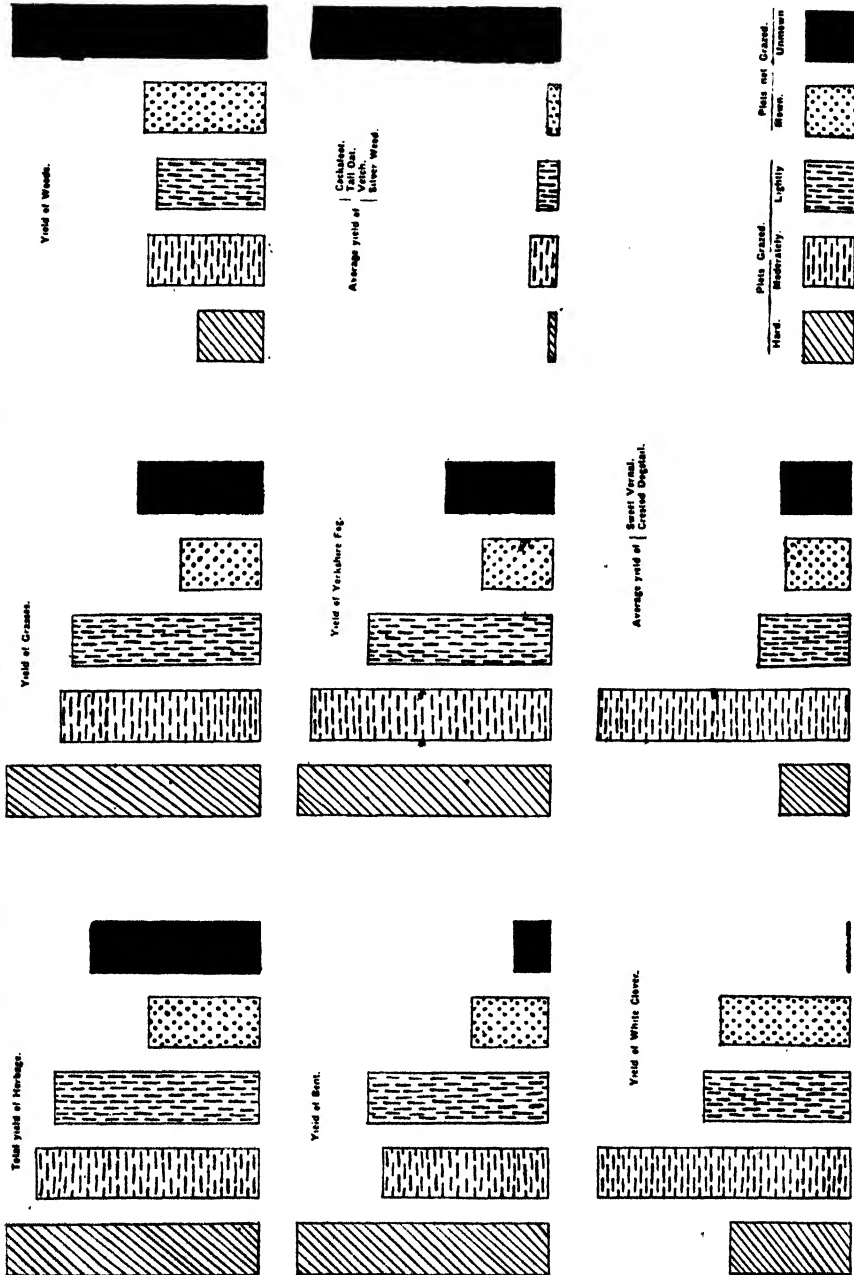 Total yield of Herbage.
Yield of Grasses.
Yield of Weeds.
Yield of Bent.
Yield of Yorkshire Fog.
Average yield of { Cocksfoot.
Tall Oat.
Vetch.
Silver Weed.
Yield of White Clover.
Average yield of { Sweet Vernal.
Crested Dogstail.
Plots Grazed.
Plots not Grazed.
Hard.
Moderately.
Lightly
Mown.
Unmown